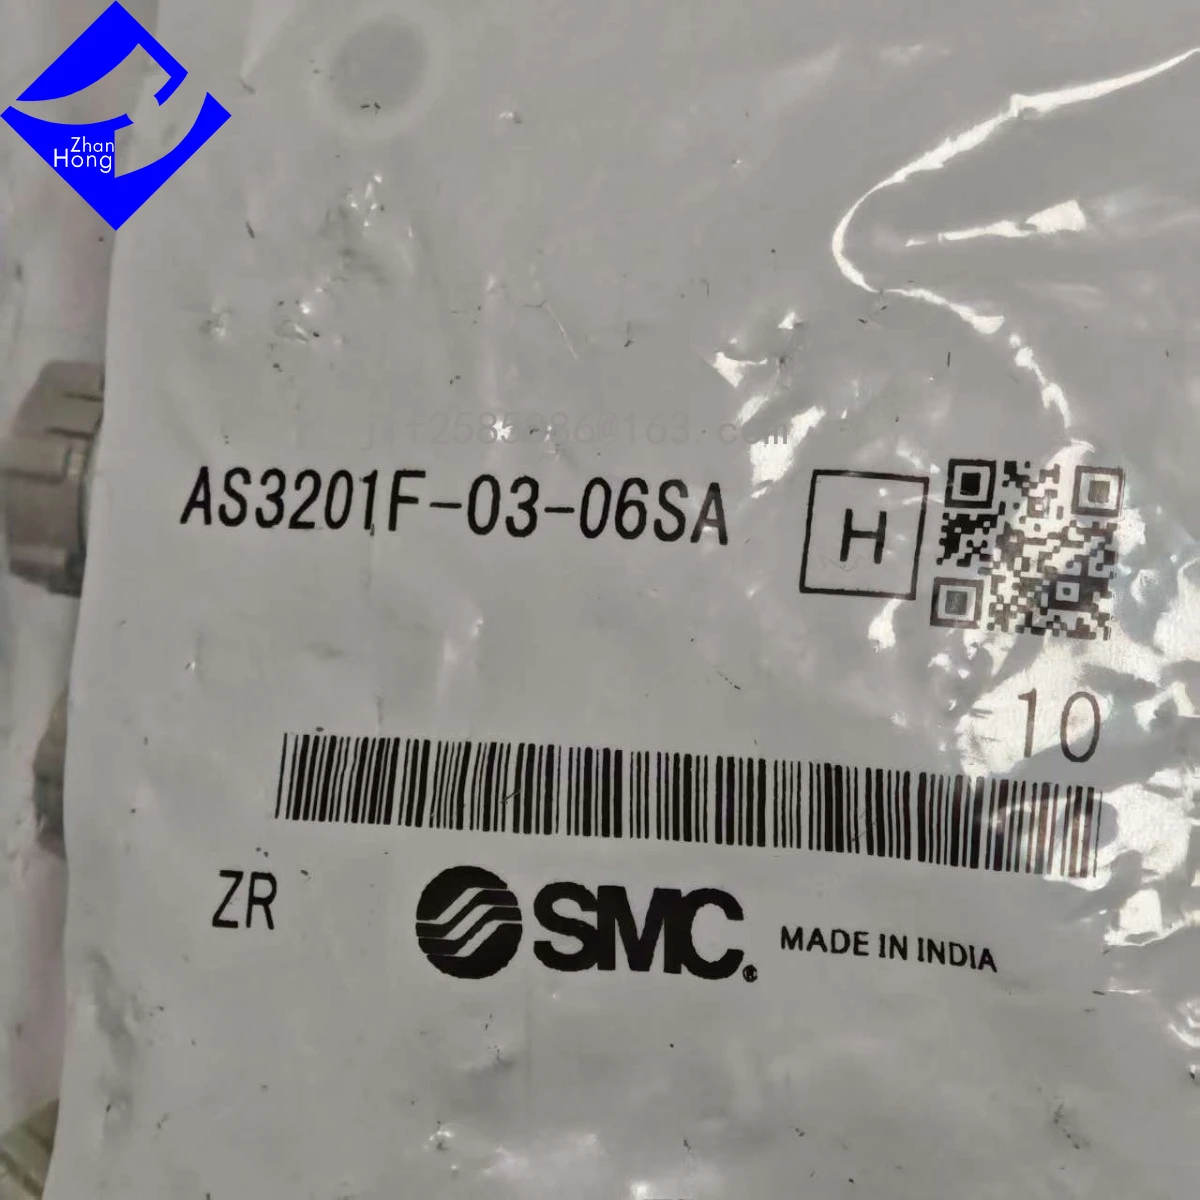 Zhan
Hong
AS3201F-03-06SA
H
10
ZR
SMC®
MADE IN INDIA